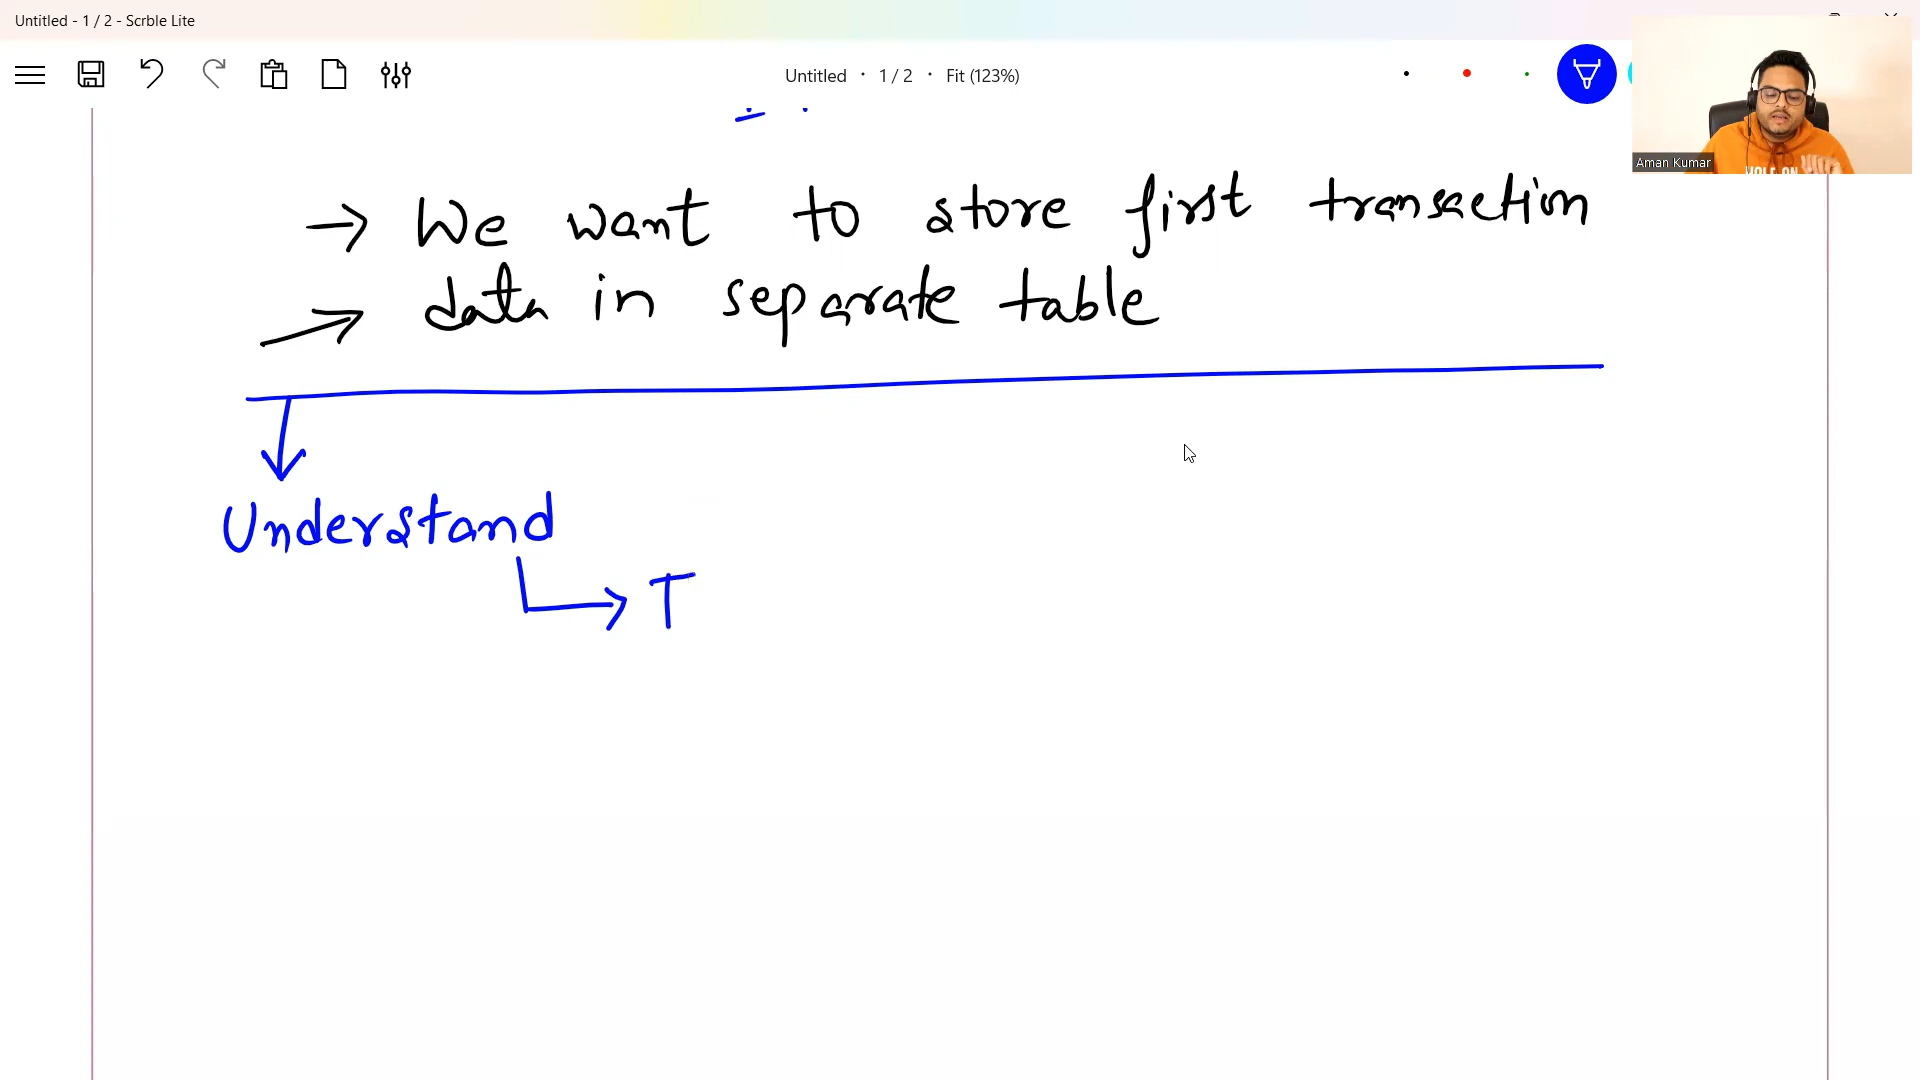 Untitled - 1 / 2 - Scrble Lite
Untitled • 1 / 2 • Fit (123%)
Aman Kumar
→ We want to store first transaction
→ data in separate table
Understand
→ T